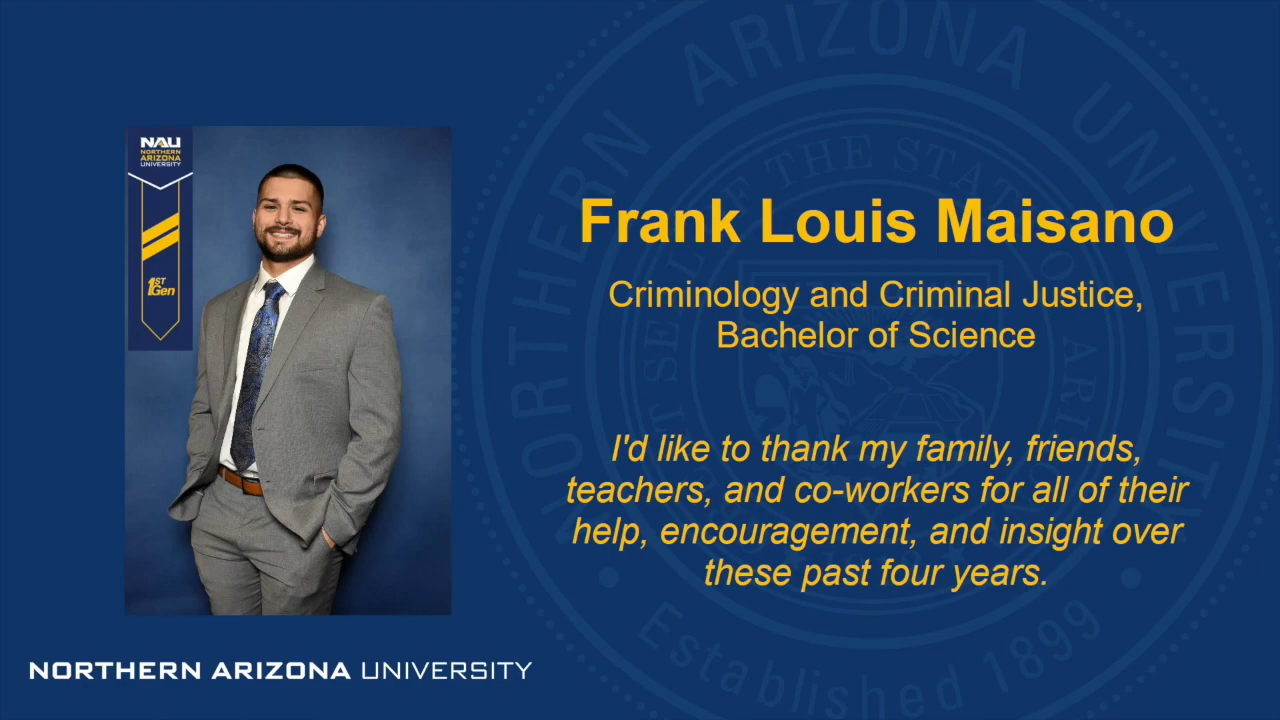 NAU
NORTHERN
ARIZONA
UNIVERSITY
1ST
Gen
Frank Louis Maisano
Criminology and Criminal Justice,
Bachelor of Science
I'd like to thank my family, friends,
teachers, and co-workers for all of their
help, encouragement, and insight over
these past four years.
NORTHERN ARIZONA UNIVERSITY
NORTHERN ARIZONA UNIVERSITY
Established 1899